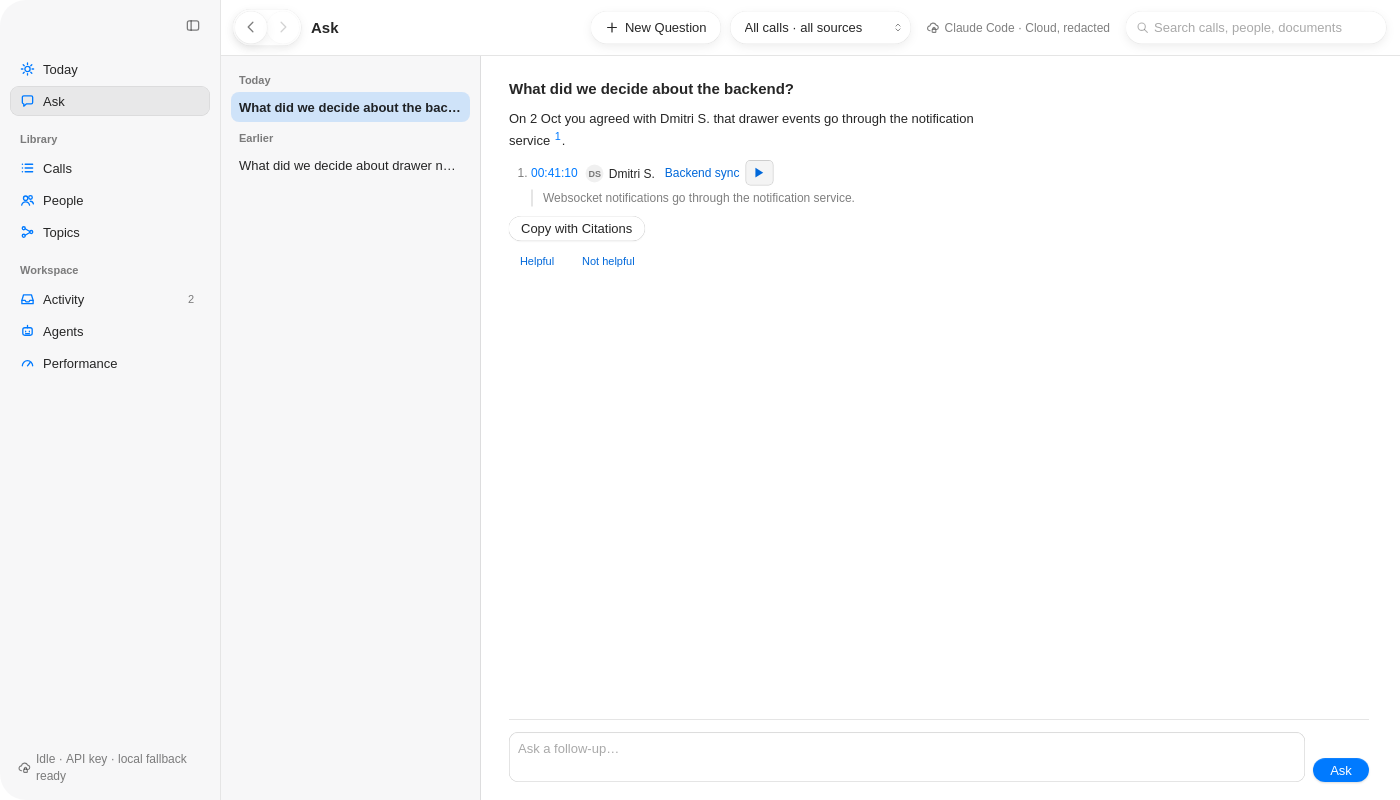 Today
Ask
Library
Calls
People
Topics
Workspace
Activity 2
Agents
Performance
Idle · API key · local fallback
ready
Ask
New Question
All calls · all sources
Claude Code · Cloud, redacted
Search calls, people, documents
Today
What did we decide about the bac…
Earlier
What did we decide about drawer n…
What did we decide about the backend?
On 2 Oct you agreed with Dmitri S. that drawer events go through the notification
service 1.
1. 00:41:10 DS Dmitri S. Backend sync
Websocket notifications go through the notification service.
Copy with Citations
Helpful Not helpful
Ask a follow-up…
Ask